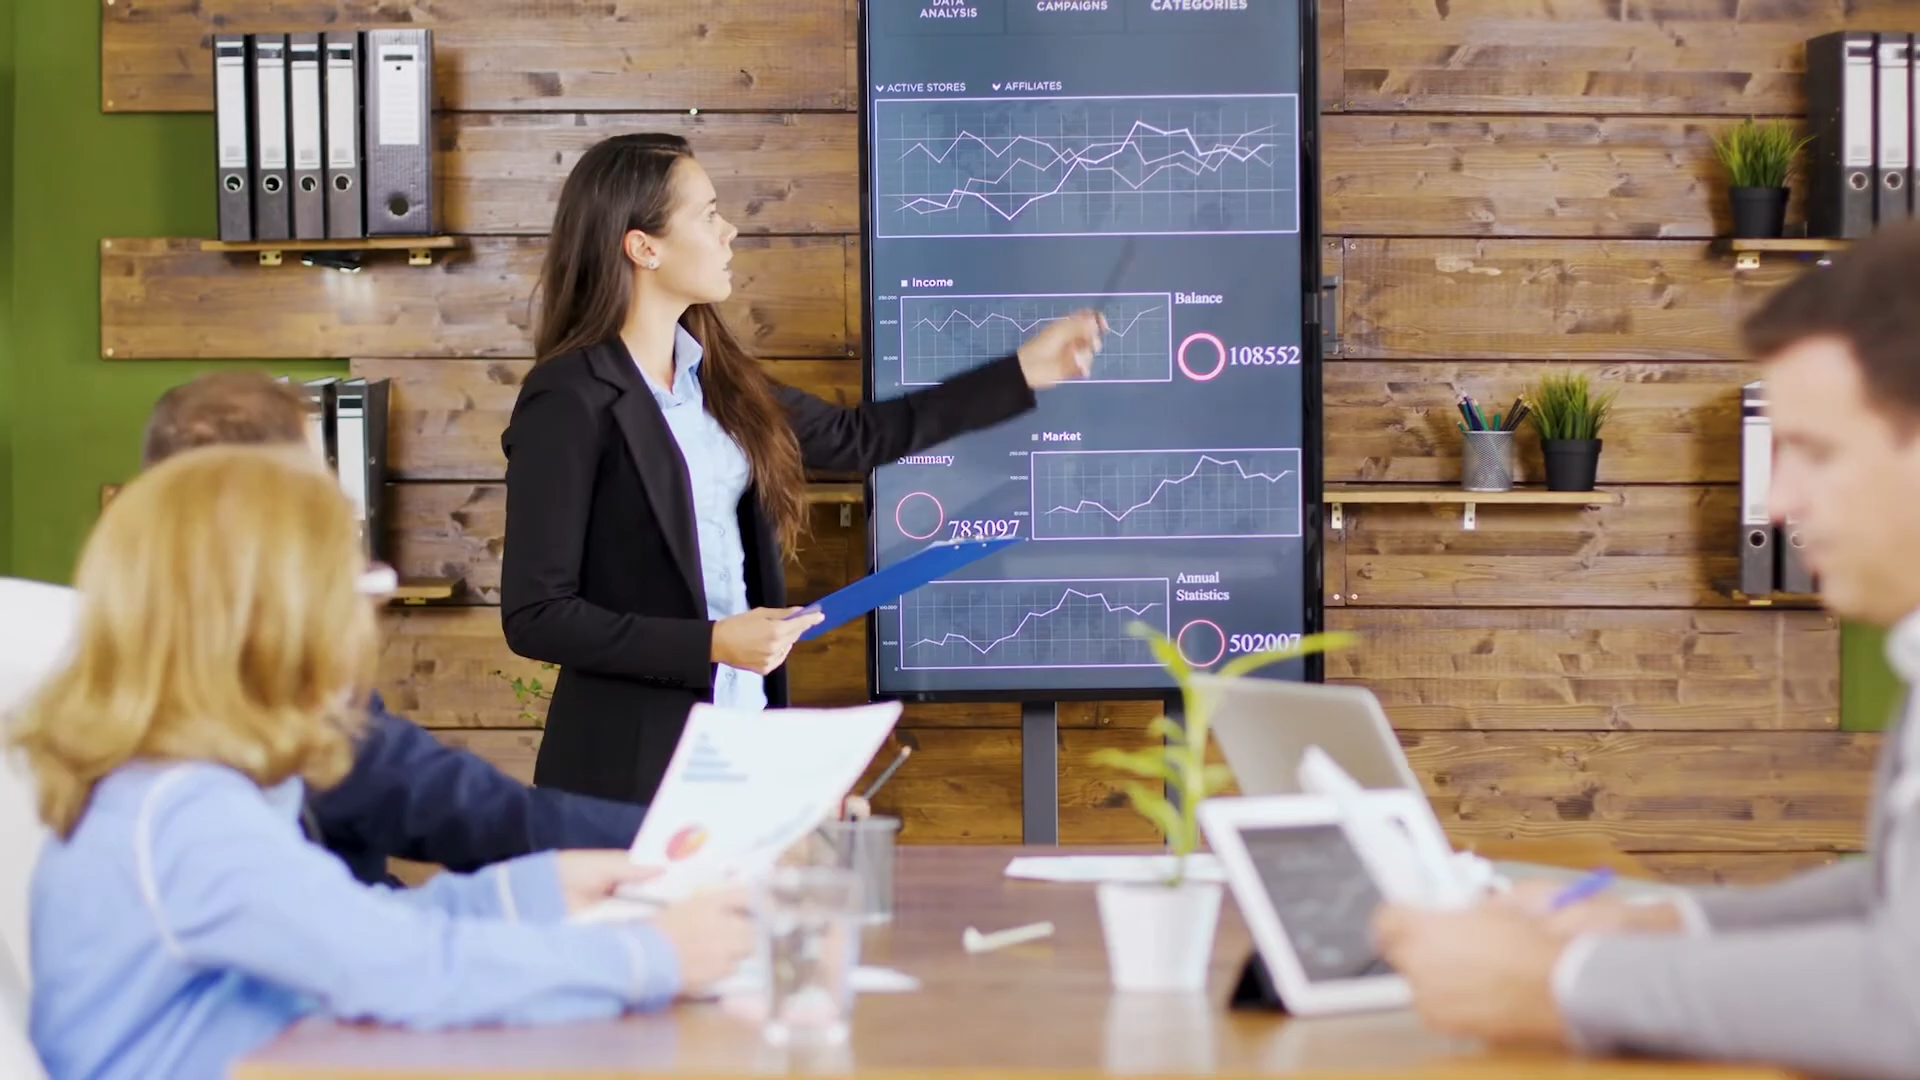 DATA
ANALYSIS
CAMPAIGNS
CATEGORIES
ACTIVE STORES
AFFILIATES
Income
Balance
108552
Market
Summary
785097
Annual
Statistics
502007